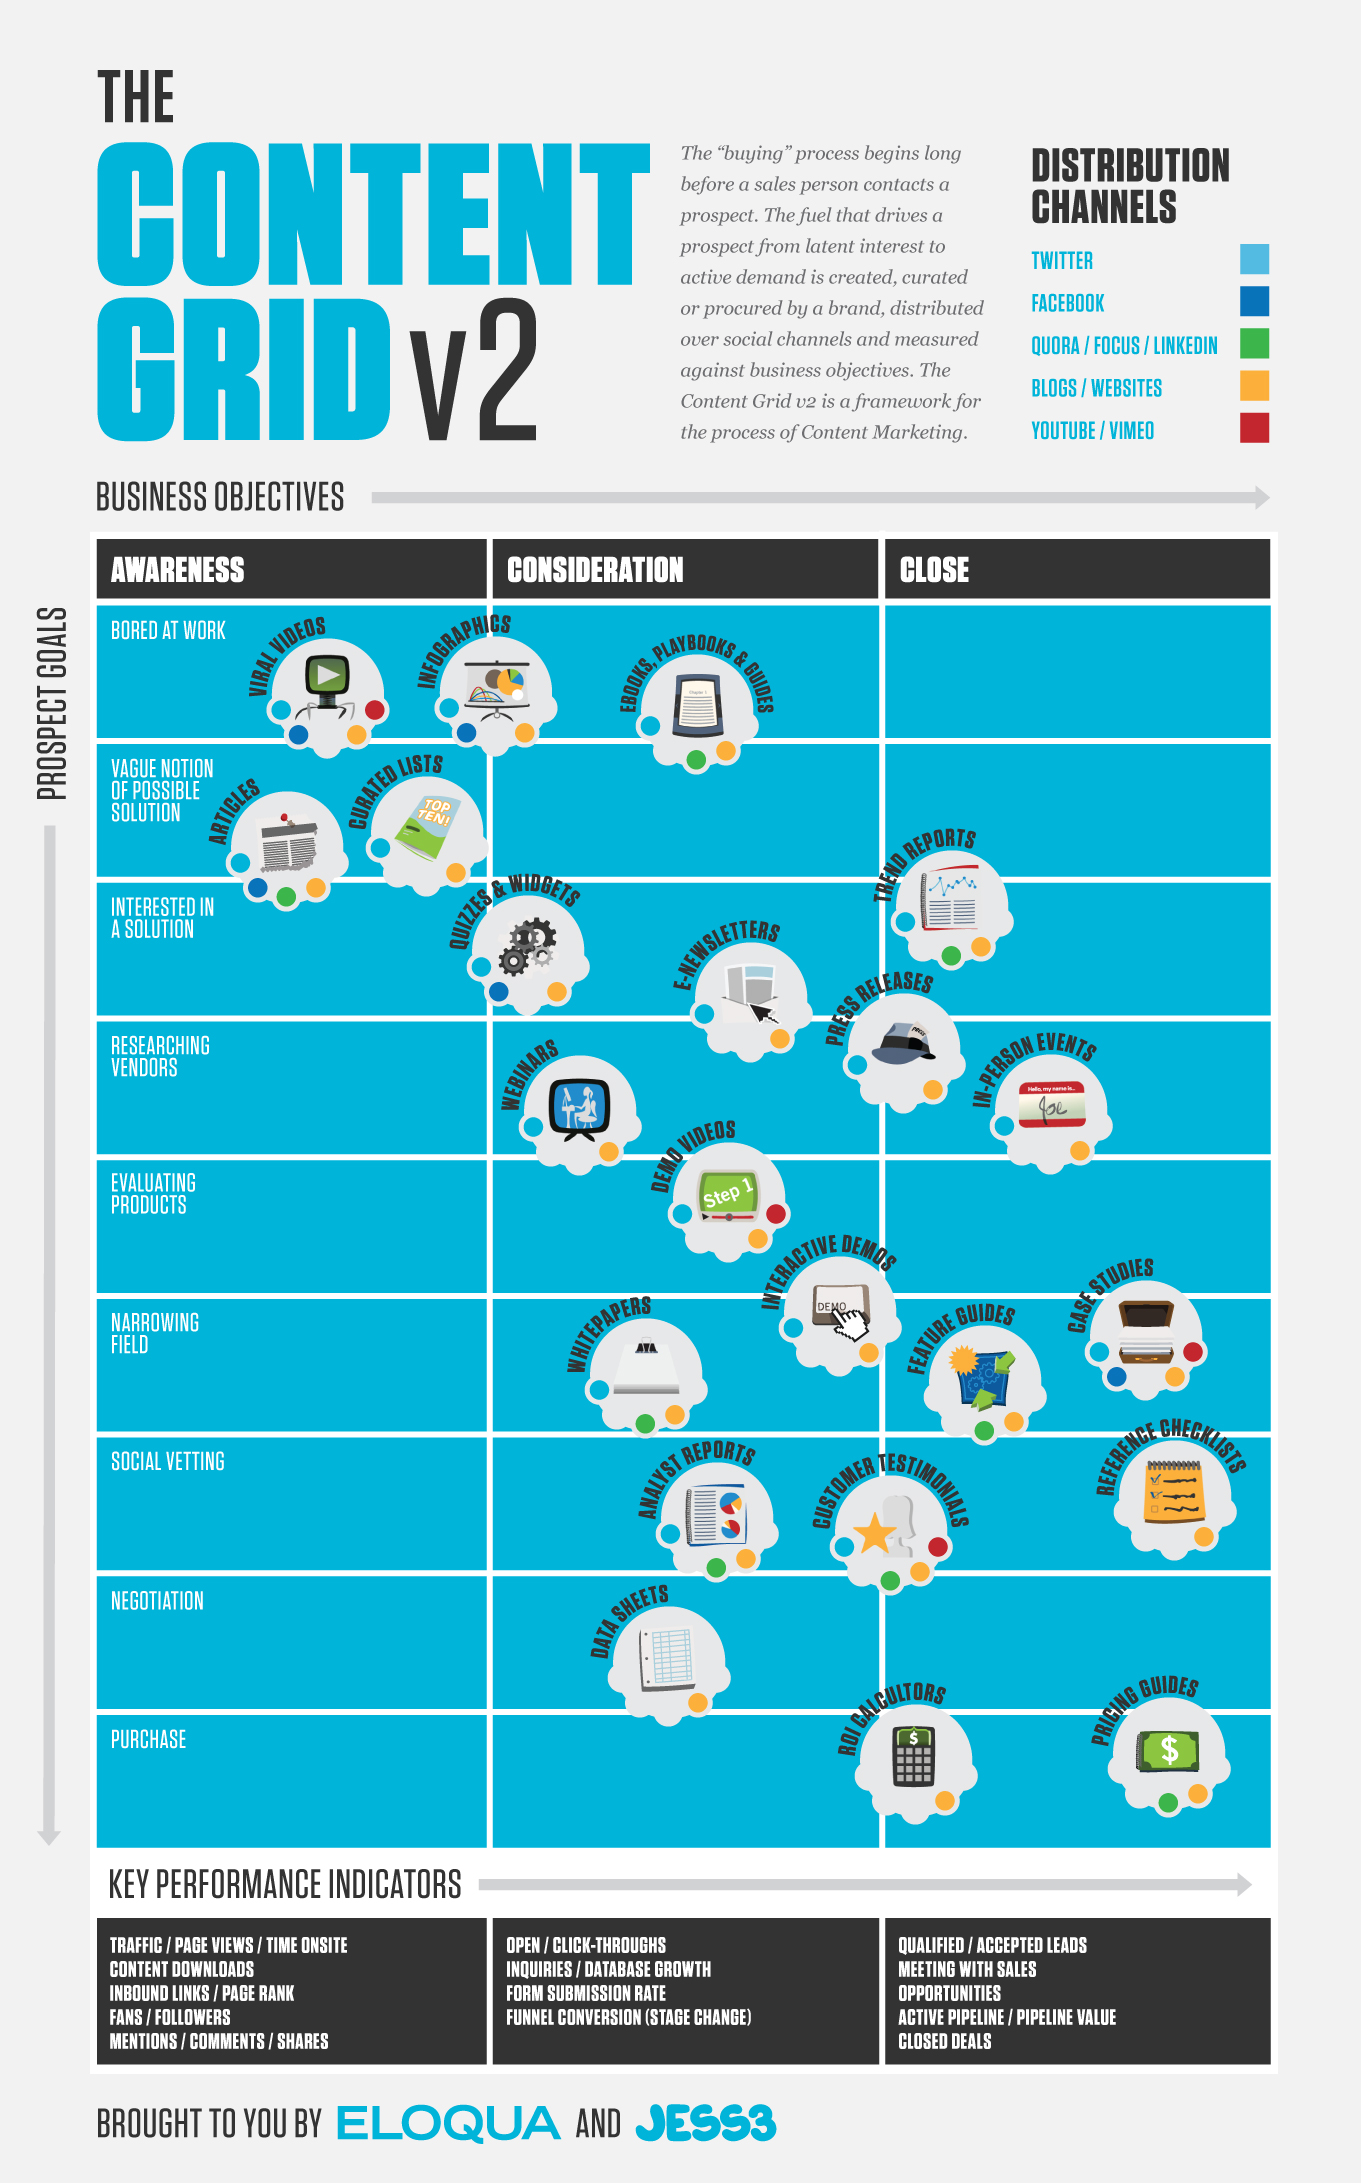 THE
CONTENT
GRID v2
The “buying” process begins long
before a sales person contacts a
prospect. The fuel that drives a
prospect from latent interest to
active demand is created, curated
or procured by a brand, distributed
over social channels and measured
against business objectives. The
Content Grid v2 is a framework for
the process of Content Marketing.
DISTRIBUTION
CHANNELS
TWITTER
FACEBOOK
QUORA / FOCUS / LINKEDIN
BLOGS / WEBSITES
YOUTUBE / VIMEO
BUSINESS OBJECTIVES
PROSPECT GOALS
AWARENESS
CONSIDERATION
CLOSE
BORED AT WORK
VIRAL VIDEOS
INFOGRAPHICS
EBOOKS, PLAYBOOKS & GUIDES
Chapter 1
VAGUE NOTION
OF POSSIBLE
SOLUTION
ARTICLES
CURATED LISTS
TOP
TEN!
TREND REPORTS
INTERESTED IN
A SOLUTION
QUIZZES & WIDGETS
E-NEWSLETTERS
PRESS RELEASES
PRESS
RESEARCHING
VENDORS
WEBINARS
IN-PERSON EVENTS
Hello, my name is...
Joe
DEMO VIDEOS
Step 1
EVALUATING
PRODUCTS
INTERACTIVE DEMOS
DEMO
CASE STUDIES
NARROWING
FIELD
WHITEPAPERS
FEATURE GUIDES
REFERENCE CHECKLISTS
SOCIAL VETTING
ANALYST REPORTS
CUSTOMER TESTIMONIALS
NEGOTIATION
DATA SHEETS
ROI CALCULTORS
$
PRICING GUIDES
$
PURCHASE
KEY PERFORMANCE INDICATORS
TRAFFIC / PAGE VIEWS / TIME ONSITE
CONTENT DOWNLOADS
INBOUND LINKS / PAGE RANK
FANS / FOLLOWERS
MENTIONS / COMMENTS / SHARES
OPEN / CLICK-THROUGHS
INQUIRIES / DATABASE GROWTH
FORM SUBMISSION RATE
FUNNEL CONVERSION (STAGE CHANGE)
QUALIFIED / ACCEPTED LEADS
MEETING WITH SALES
OPPORTUNITIES
ACTIVE PIPELINE / PIPELINE VALUE
CLOSED DEALS
BROUGHT TO YOU BY ELOQUA AND JESS3